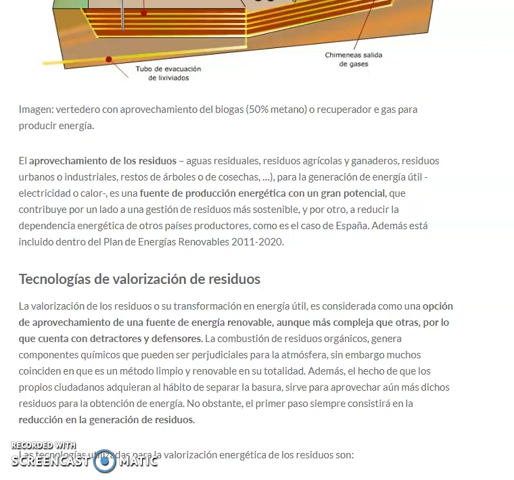 Tubo de evacuación
de lixiviados
Chimeneas salida
de gases
Imagen: vertedero con aprovechamiento del biogas (50% metano) o recuperador e gas para
producir energía.
El aprovechamiento de los residuos – aguas residuales, residuos agrícolas y ganaderos, residuos
urbanos o industriales, restos de árboles o de cosechas, ...), para la generación de energía útil -
electricidad o calor-, es una fuente de producción energética con un gran potencial, que
contribuye por un lado a una gestión de residuos más sostenible, y por otro, a reducir la
dependencia energética de otros países productores, como es el caso de España. Además está
incluido dentro del Plan de Energías Renovables 2011-2020.
Tecnologías de valorización de residuos
La valorización de los residuos o su transformación en energía útil, es considerada como una opción
de aprovechamiento de una fuente de energía renovable, aunque más compleja que otras, por lo
que cuenta con detractores y defensores. La combustión de residuos orgánicos, genera
componentes químicos que pueden ser perjudiciales para la atmósfera, sin embargo muchos
coinciden en que es un método limpio y renovable en su totalidad. Además, el hecho de que los
propios ciudadanos adquieran al hábito de separar la basura, sirve para aprovechar aún más dichos
residuos para la obtención de energía. No obstante, el primer paso siempre consistirá en la
reducción en la generación de residuos.
RECORDED WITH
Las tecnologías utilizadas para la valorización energética de los residuos son:
SCREENCAST MATIC